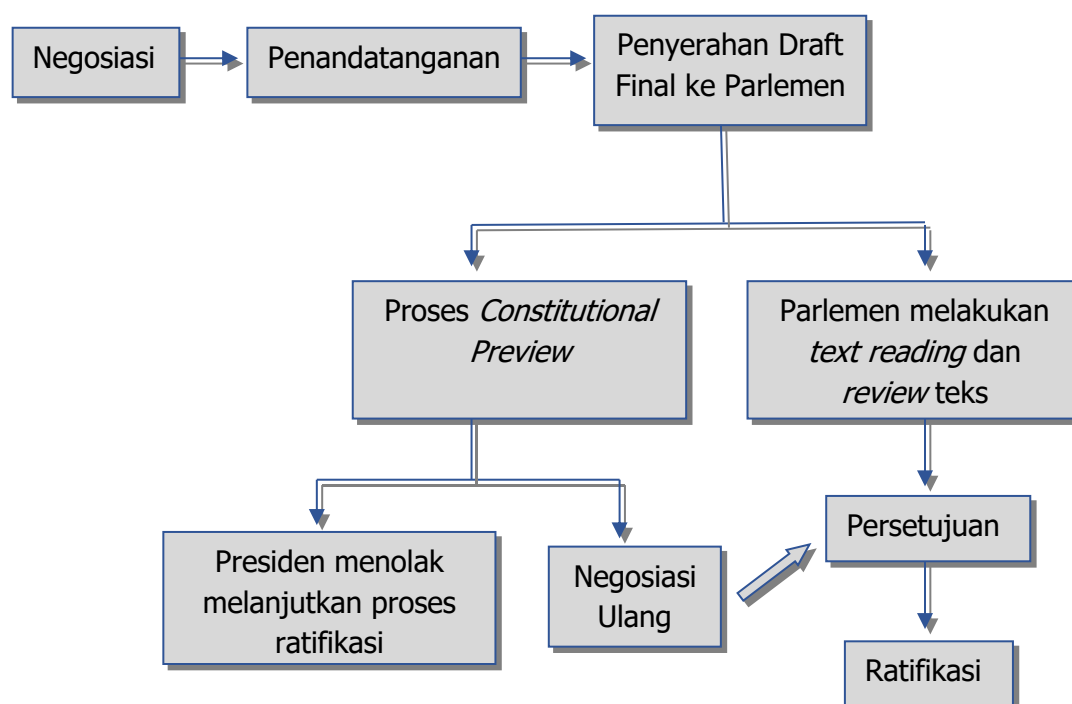 Negosiasi
Penandatanganan
Penyerahan Draft
Final ke Parlemen
Proses Constitutional
Preview
Parlemen melakukan
text reading dan
review teks
Presiden menolak
melanjutkan proses
ratifikasi
Negosiasi
Ulang
Persetujuan
Ratifikasi